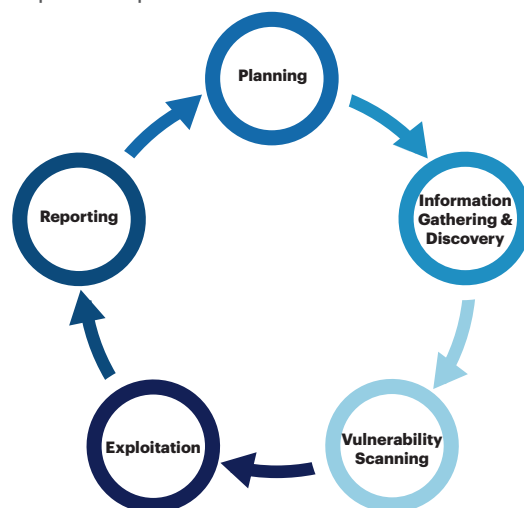 Planning
Information
Gathering &
Discovery
Vulnerability
Scanning
Exploitation
Reporting